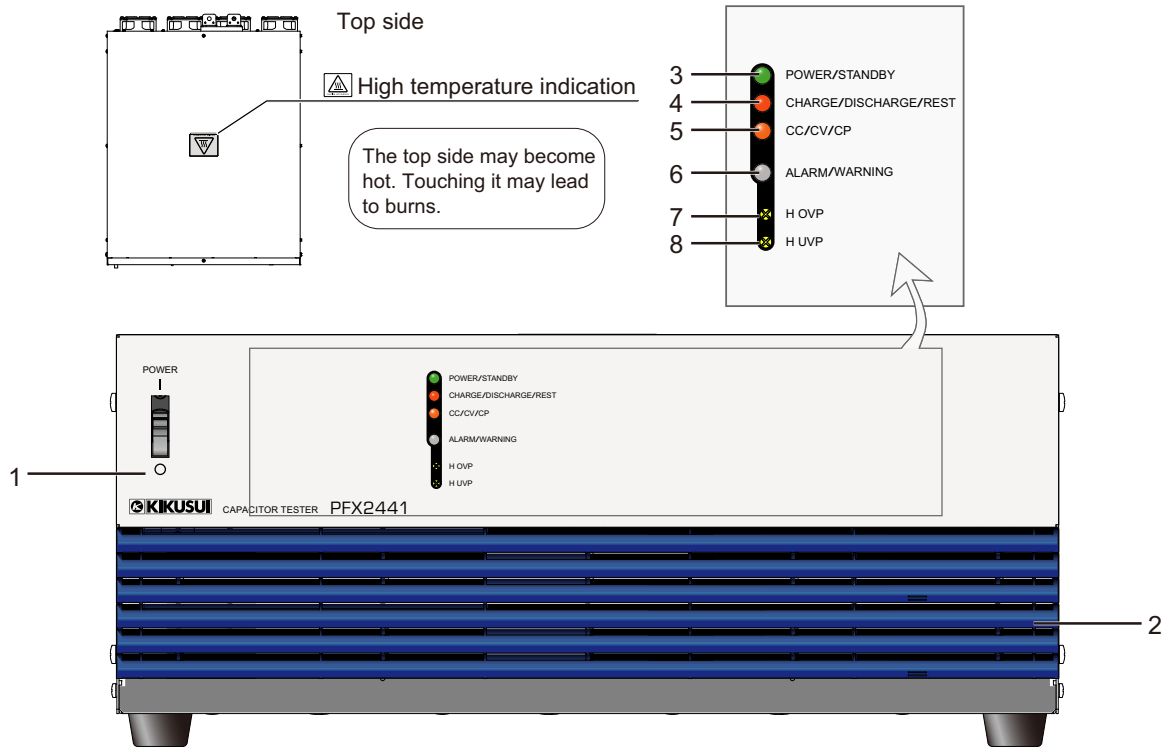 Top side
High temperature indication
The top side may become
hot. Touching it may lead
to burns.
3 POWER/STANDBY
4 CHARGE/DISCHARGE/REST
5 CC/CV/CP
6 ALARM/WARNING
7 H OVP
8 H UVP
POWER
POWER/STANDBY
CHARGE/DISCHARGE/REST
CC/CV/CP
ALARM/WARNING
H OVP
H UVP
1
KIKUSUI CAPACITOR TESTER PFX2441
2